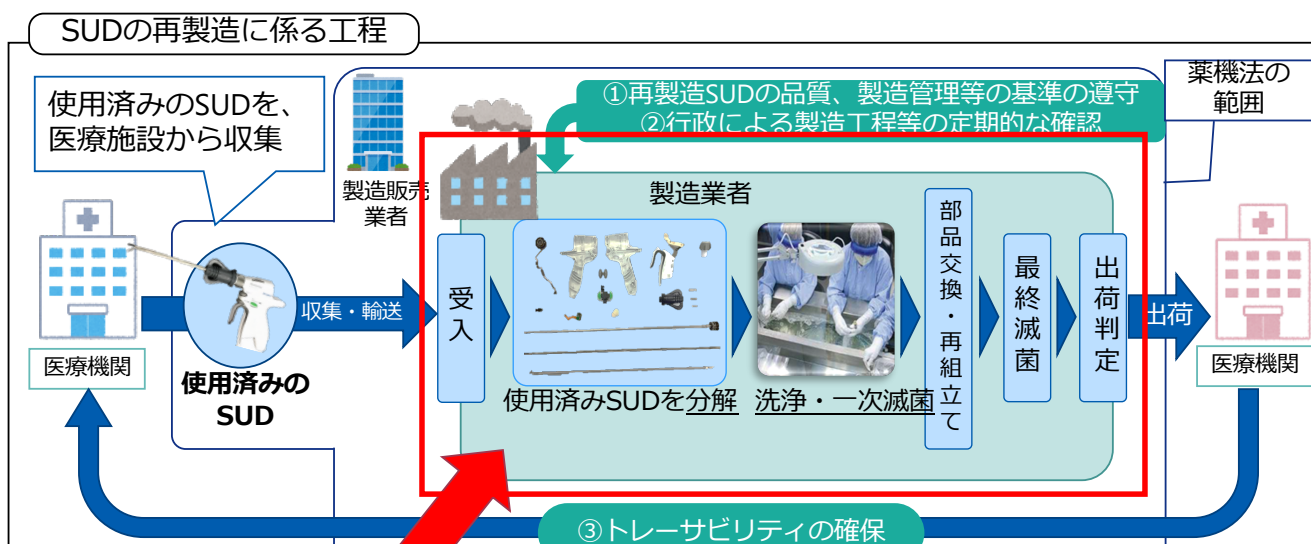 SUDの再製造に係る工程
使用済みのSUDを、
医療施設から収集
薬機法の
範囲
①再製造SUDの品質、製造管理等の基準の遵守
②行政による製造工程等の定期的な確認
製造販売
業者
製造業者
医療機関
使用済みの
SUD
収集・輸送
受入
使用済みSUDを分解
洗浄・一次滅菌
部品交換・再組立て
最終滅菌
出荷判定
出荷
医療機関
③トレーサビリティの確保